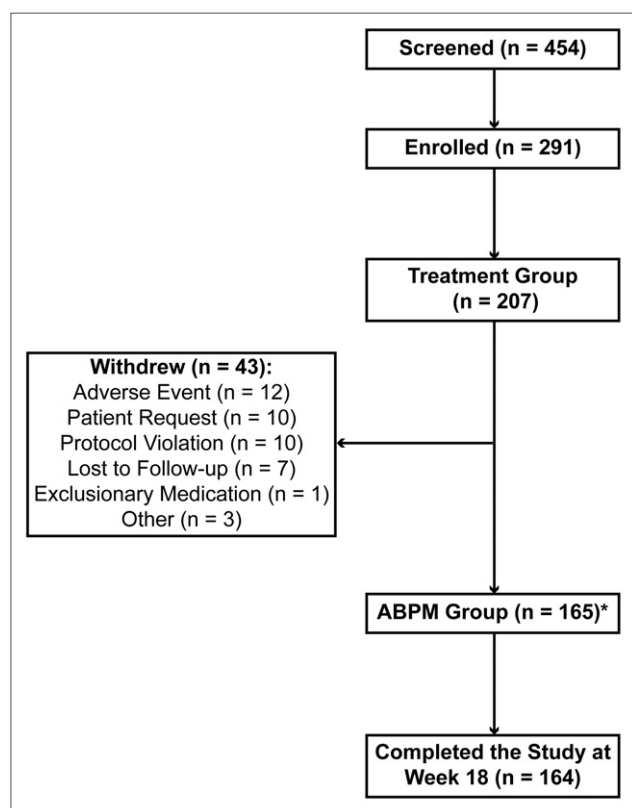 Screened (n = 454)
Enrolled (n = 291)
Treatment Group
(n = 207)
Withdrew (n = 43):
Adverse Event (n = 12)
Patient Request (n = 10)
Protocol Violation (n = 10)
Lost to Follow-up (n = 7)
Exclusionary Medication (n = 1)
Other (n = 3)
ABPM Group (n = 165)*
Completed the Study at
Week 18 (n = 164)